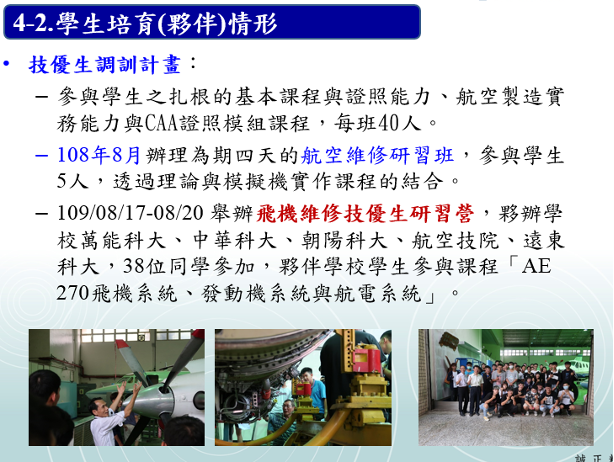 4-2.學生培育(夥伴)情形
• 技優生調訓計畫：
– 參與學生之扎根的基本課程與證照能力、航空製造實
務能力與CAA證照模組課程，每班40人。
– 108年8月辦理為期四天的航空維修研習班，參與學生
5人，透過理論與模擬機實作課程的結合。
– 109/08/17-08/20 舉辦飛機維修技優生研習營，夥辦學
校萬能科大、中華科大、朝陽科大、航空技院、遠東
科大，38位同學參加，夥伴學校學生參與課程「AE
270飛機系統、發動機系統與航電系統」。
誠 正